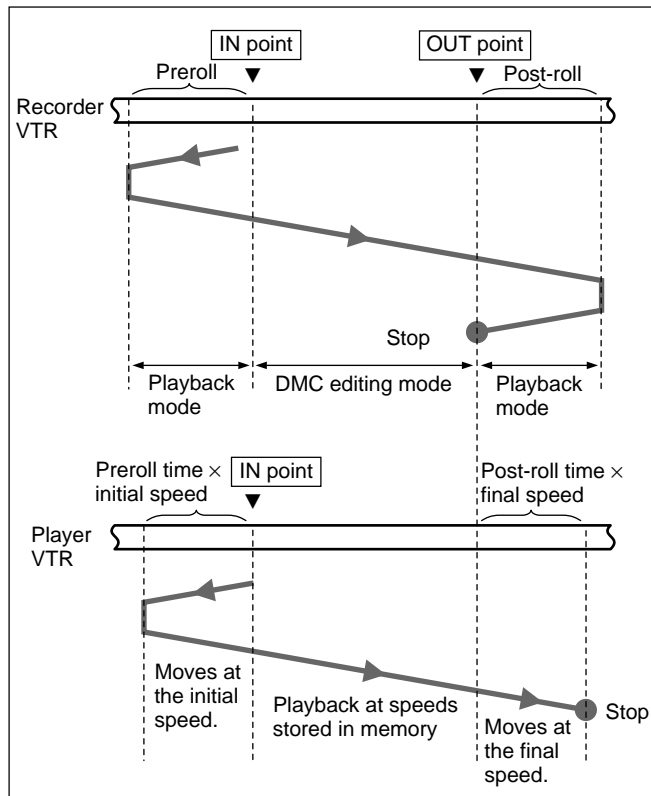 IN point
OUT point
Preroll
Post-roll
Recorder
VTR
Stop
Playback
mode
DMC editing mode
Playback
mode
Preroll time ×
initial speed
IN point
Post-roll time ×
final speed
Player
VTR
Moves at
the initial
speed.
Playback at speeds
stored in memory
Moves at
the final
speed.
Stop